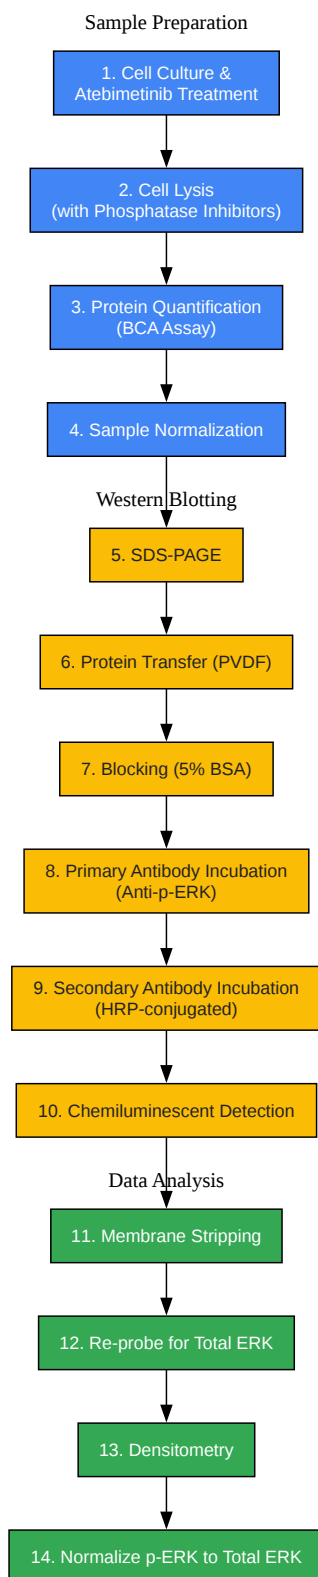 Sample Preparation
1. Cell Culture &
Atebimetinib Treatment
2. Cell Lysis
(with Phosphatase Inhibitors)
3. Protein Quantification
(BCA Assay)
4. Sample Normalization
Western Blotting
5. SDS-PAGE
6. Protein Transfer (PVDF)
7. Blocking (5% BSA)
8. Primary Antibody Incubation
(Anti-p-ERK)
9. Secondary Antibody Incubation
(HRP-conjugated)
10. Chemiluminescent Detection
Data Analysis
11. Membrane Stripping
12. Re-probe for Total ERK
13. Densitometry
14. Normalize p-ERK to Total ERK